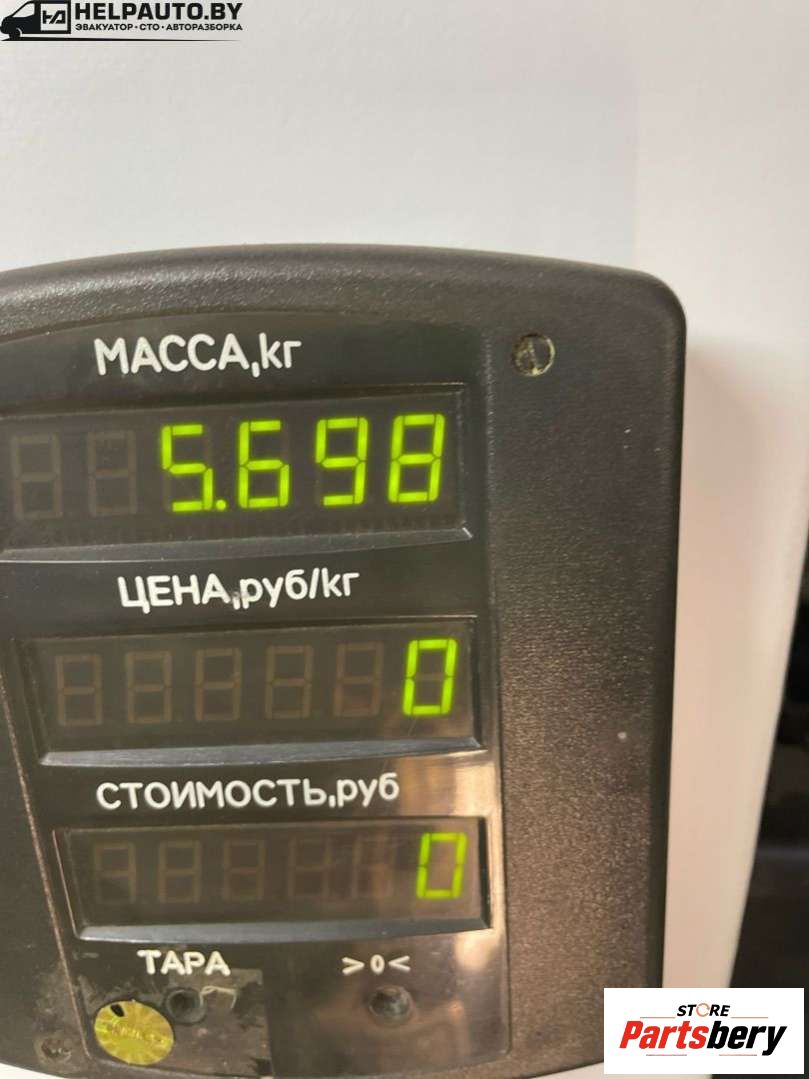 HELPAUTO.BY
ЭВАКУАТОР • СТО • АВТОРАЗБОРКА
МАССА,кг
5.698
ЦЕНА,руб/кг
0
СТОИМОСТЬ,руб
0
ТАРА >0<
STORE
Partsbery